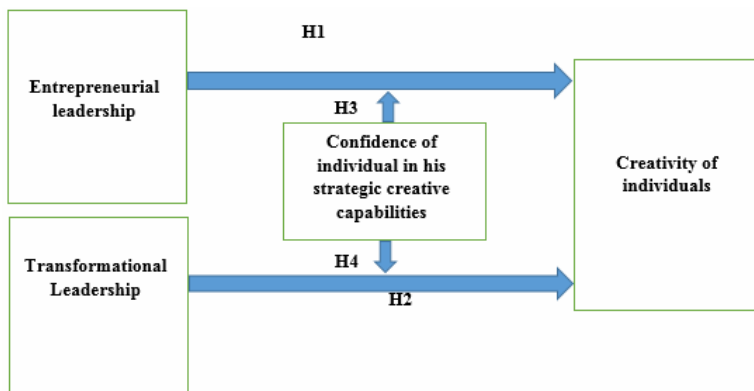 H1
Entrepreneurial
leadership
H3
Confidence of
individual in his
strategic creative
capabilities
Creativity of
individuals
H4
Transformational
Leadership
H2